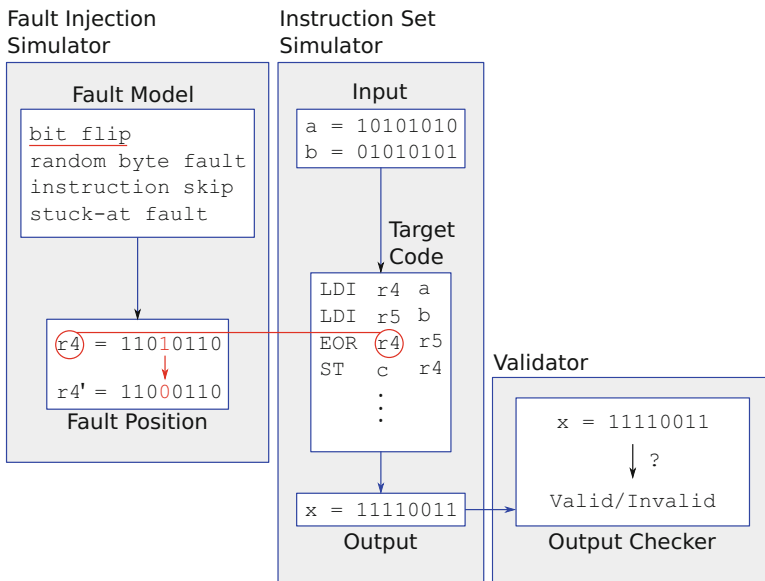 Fault Injection
Simulator
Fault Model
bit flip
random byte fault
instruction skip
stuck-at fault
r4 = 11010110
r4' = 11000110
Fault Position
Instruction Set
Simulator
Input
a = 10101010
b = 01010101
Target
Code
LDI r4 a
LDI r5 b
EOR r4 r5
ST c r4
x = 11110011
Output
Validator
x = 11110011
?
Valid/Invalid
Output Checker